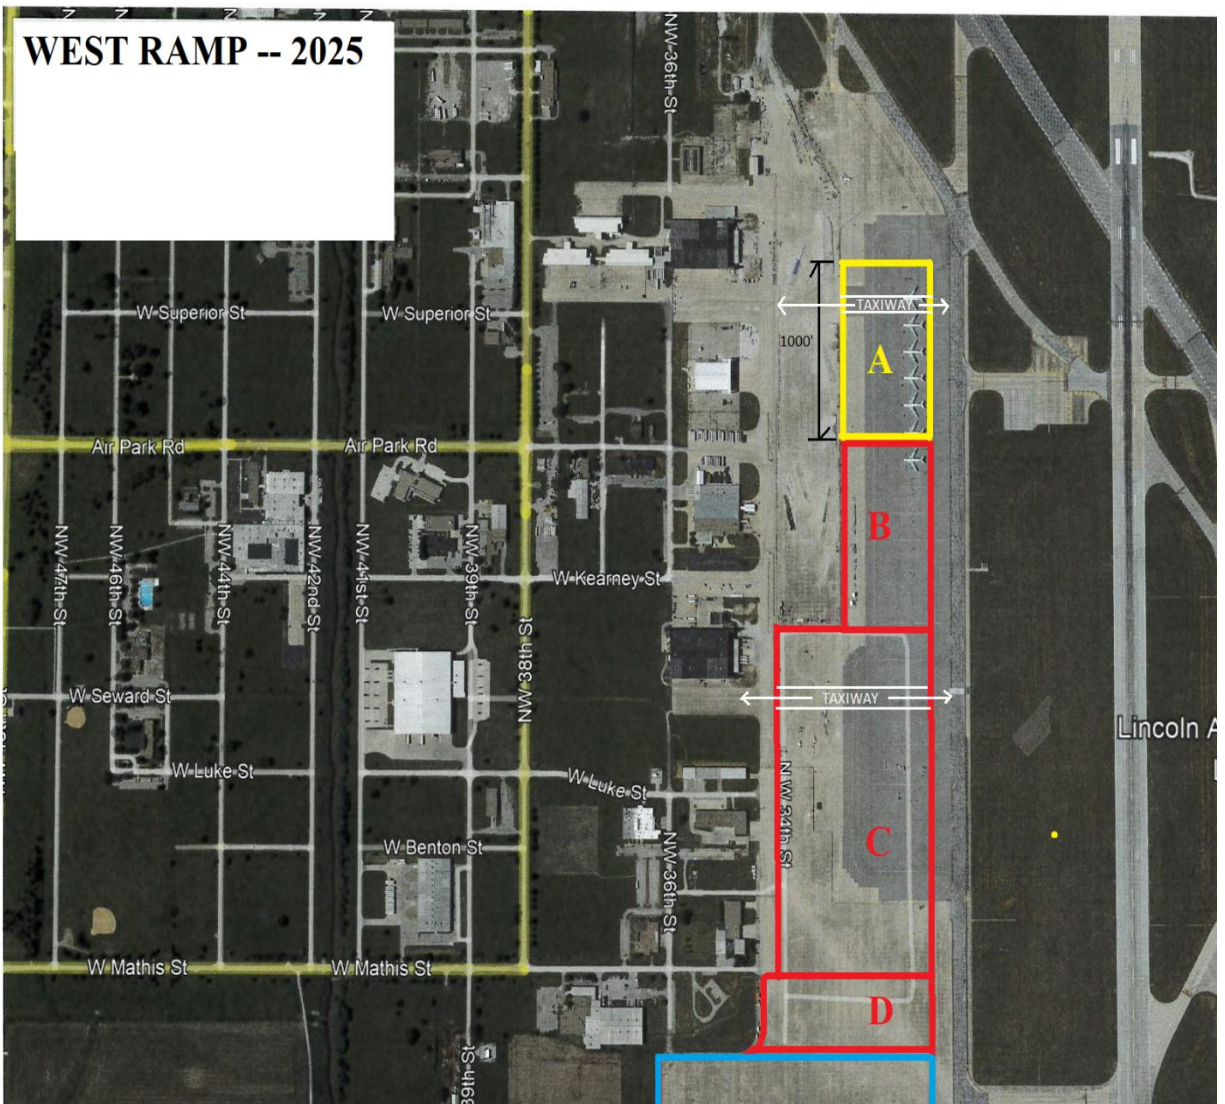 WEST RAMP -- 2025
NW 36th St
W Superior St
W Superior St
TAXIWAY
1000'
A
Air Park Rd
Air Park Rd
B
NW 47th St
NW 46th St
NW 44th St
NW 42nd St
NW 41st St
NW 39th St
W Kearney St
NW 38th St
W Seward St
TAXIWAY
Lincoln A
W Luke St
W Luke St
N W 34th St
W Benton St
C
NW 36th St
W Mathis St
W Mathis St
D
39th St